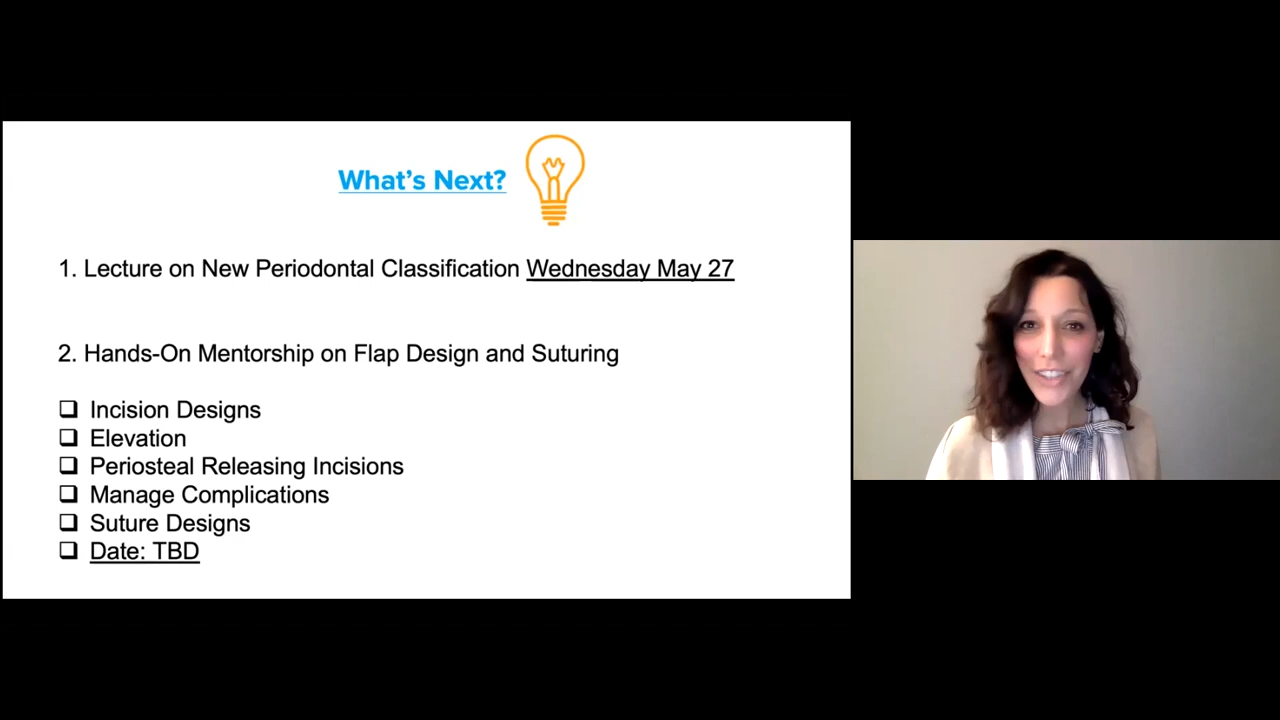 What's Next?
1. Lecture on New Periodontal Classification Wednesday May 27
2. Hands-On Mentorship on Flap Design and Suturing
❑ Incision Designs
❑ Elevation
❑ Periosteal Releasing Incisions
❑ Manage Complications
❑ Suture Designs
❑ Date: TBD